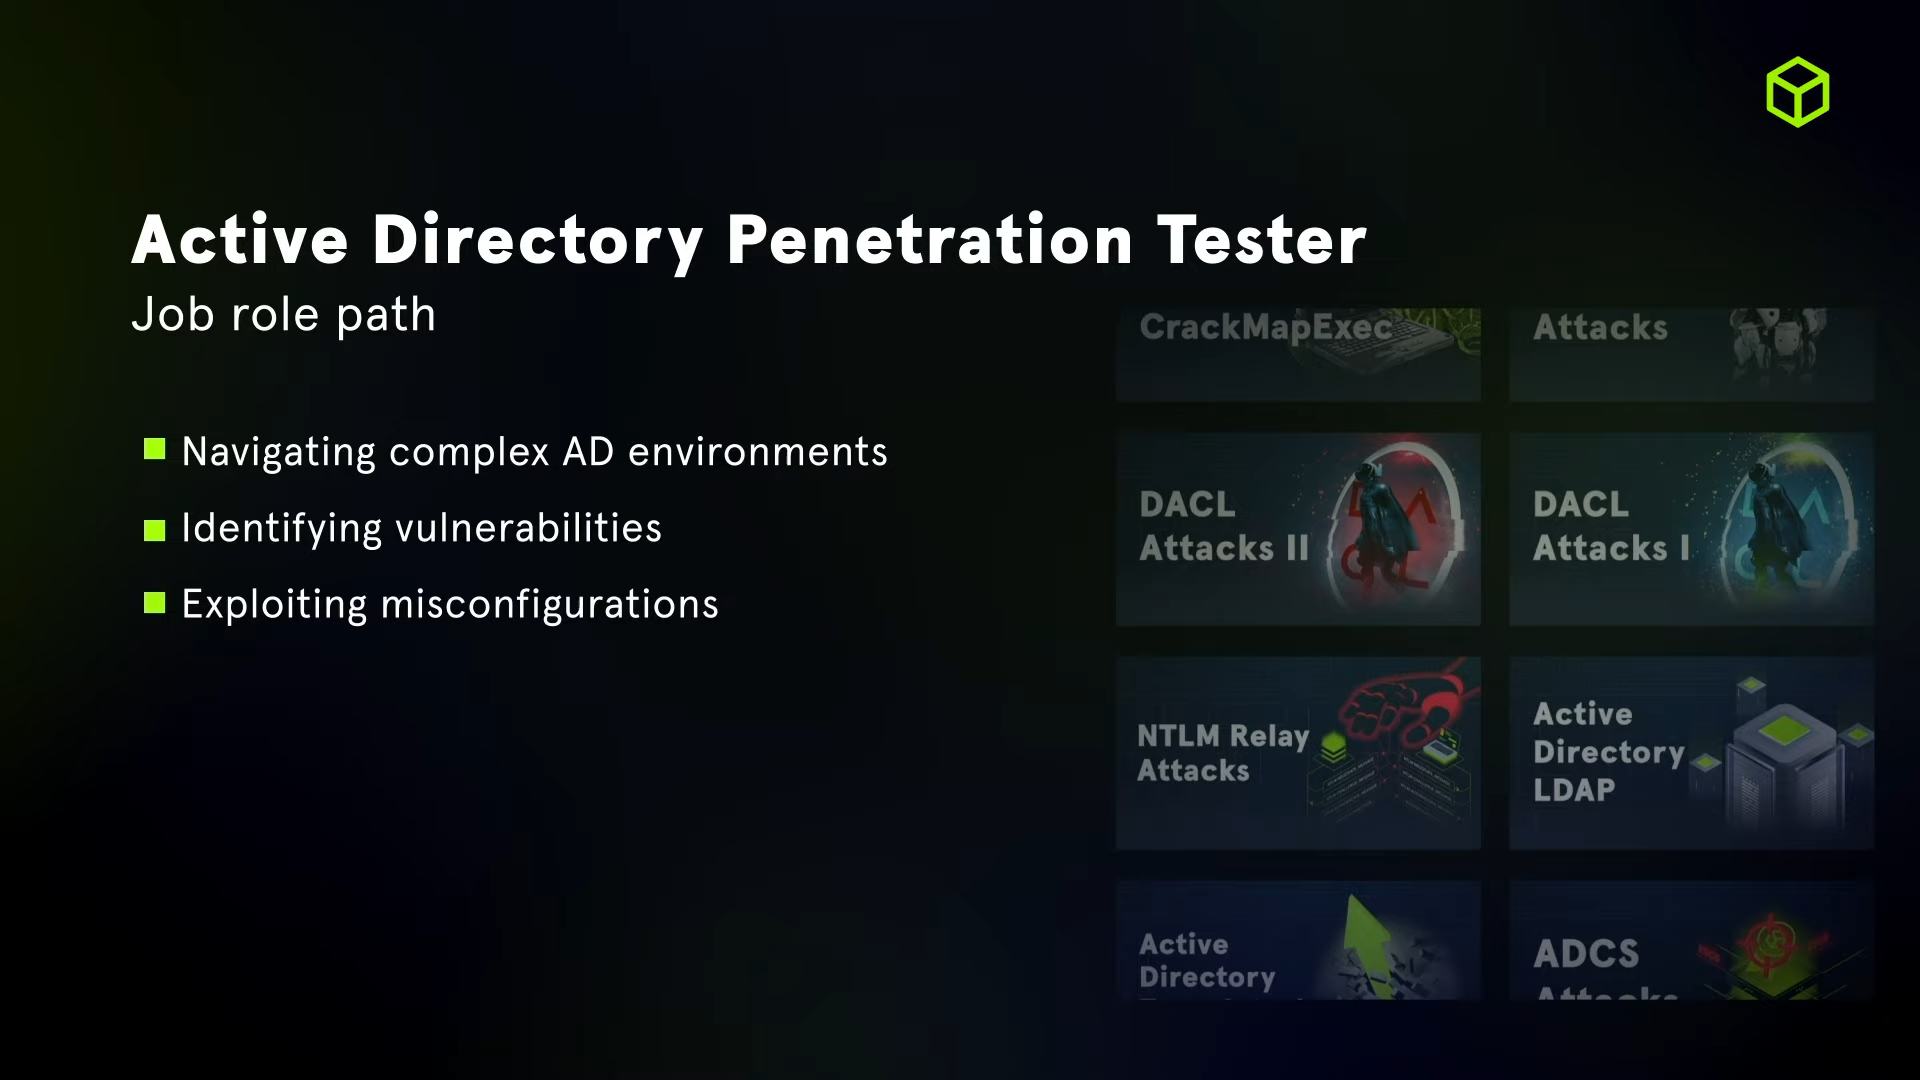 Active Directory Penetration Tester
Job role path
Navigating complex AD environments
Identifying vulnerabilities
Exploiting misconfigurations
CrackMapExec
Attacks
DACL
Attacks II
DACL
Attacks I
NTLM Relay
Attacks
Active
Directory
LDAP
Active
Directory
ADCS
Attacks